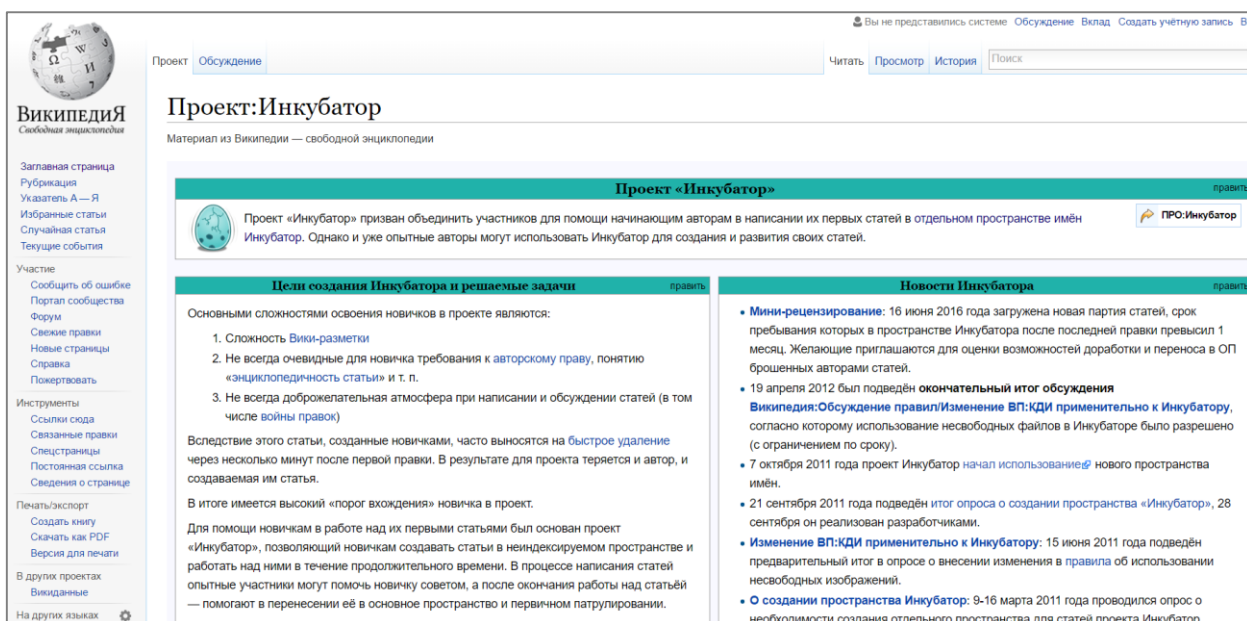 Вы не представились системе Обсуждение Вклад Создать учётную запись В
Проект Обсуждение
Читать Просмотр История Поиск
ВикипедиЯ
Свободная энциклопедия
Проект:Инкубатор
Материал из Википедии — свободной энциклопедии
Заглавная страница
Рубрикация
Указатель А — Я
Избранные статьи
Случайная статья
Текущие события
Участие
Сообщить об ошибке
Портал сообщества
Форум
Свежие правки
Новые страницы
Справка
Пожертвовать
Инструменты
Ссылки сюда
Связанные правки
Спецстраницы
Постоянная ссылка
Сведения о странице
Печать/экспорт
Создать книгу
Скачать как PDF
Версия для печати
В других проектах
Викиданные
На других языках
Проект «Инкубатор»
править
Проект «Инкубатор» призван объединить участников для помощи начинающим авторам в написании их первых статей в отдельном пространстве имён
Инкубатор. Однако и уже опытные авторы могут использовать Инкубатор для создания и развития своих статей.
ПРО:Инкубатор
Цели создания Инкубатора и решаемые задачи
править
Основными сложностями освоения новичков в проекте являются:
1. Сложность Вики-разметки
2. Не всегда очевидные для новичка требования к авторскому праву, понятию
«энциклопедичность статьи» и т. п.
3. Не всегда доброжелательная атмосфера при написании и обсуждении статей (в том
числе войны правок)
Вследствие этого статьи, созданные новичками, часто выносятся на быстрое удаление
через несколько минут после первой правки. В результате для проекта теряется и автор, и
создаваемая им статья.
В итоге имеется высокий «порог вхождения» новичка в проект.
Для помощи новичкам в работе над их первыми статьями был основан проект
«Инкубатор», позволяющий новичкам создавать статьи в неиндексируемом пространстве и
работать над ними в течение продолжительного времени. В процессе написания статей
опытные участники могут помочь новичку советом, а после окончания работы над статьёй
— помогают в перенесении её в основное пространство и первичном патрулировании.
Новости Инкубатора
править
• Мини-рецензирование: 16 июня 2016 года загружена новая партия статей, срок
пребывания которых в пространстве Инкубатора после последней правки превысил 1
месяц. Желающие приглашаются для оценки возможностей доработки и переноса в ОП
брошенных авторами статей.
• 19 апреля 2012 был подведён окончательный итог обсуждения
Википедия:Обсуждение правил/Изменение ВП:КДИ применительно к Инкубатору,
согласно которому использование несвободных файлов в Инкубаторе было разрешено
(с ограничением по сроку).
• 7 октября 2011 года проект Инкубатор начал использование нового пространства
имён.
• 21 сентября 2011 года подведён итог опроса о создании пространства «Инкубатор», 28
сентября он реализован разработчиками.
• Изменение ВП:КДИ применительно к Инкубатору: 15 июня 2011 года подведён
предварительный итог в опросе о внесении изменения в правила об использовании
несвободных изображений.
• О создании пространства Инкубатор: 9-16 марта 2011 года проводился опрос о
необходимости создания отдельного пространства для статей проекта Инкубатор